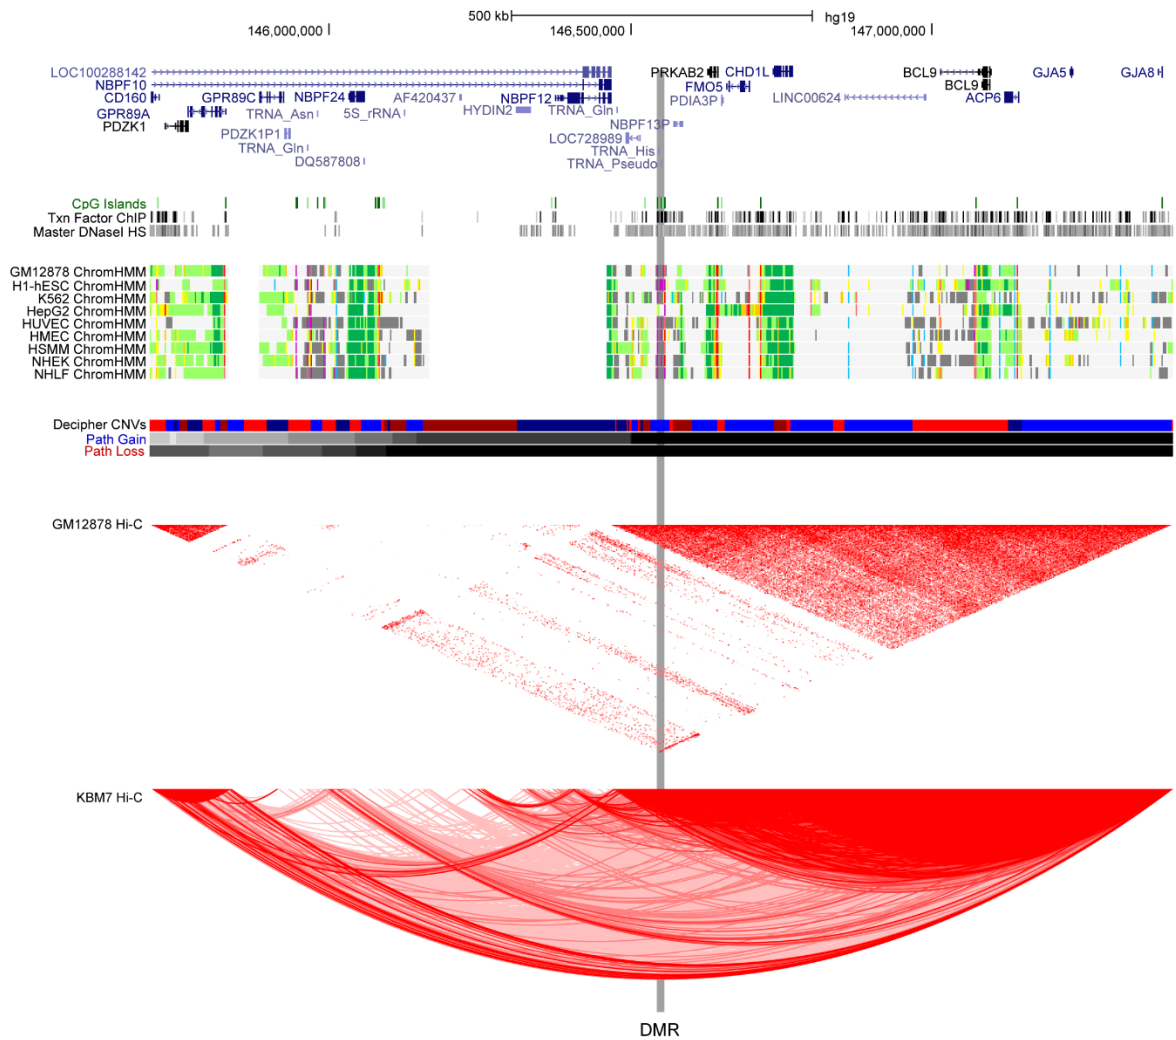 500 kb hg19
146,000,000 146,500,000 147,000,000
LOC100288142 PRKAB2 CHD1L BCL9 GJA5 GJA8
NBPF10 FMO5 BCL9
CD160 GPR89C NBPF24 AF420437 NBPF12 PDIA3P LINC00624 ACP6
GPR89A TRNA_Asn 5S_rRNA HYDIN2 TRNA_Gln
PDZK1 PDZK1P1 LOC728989 NBPF13P
TRNA_Gln TRNA_His
DQ587808 TRNA_Pseudo
CpG Islands
Txn Factor ChIP
Master DNaseI HS
GM12878 ChromHMM
H1-hESC ChromHMM
K562 ChromHMM
HepG2 ChromHMM
HUVEC ChromHMM
HMEC ChromHMM
HSMM ChromHMM
NHEK ChromHMM
NHLF ChromHMM
Decipher CNVs
Path Gain
Path Loss
GM12878 Hi-C
KBM7 Hi-C
DMR